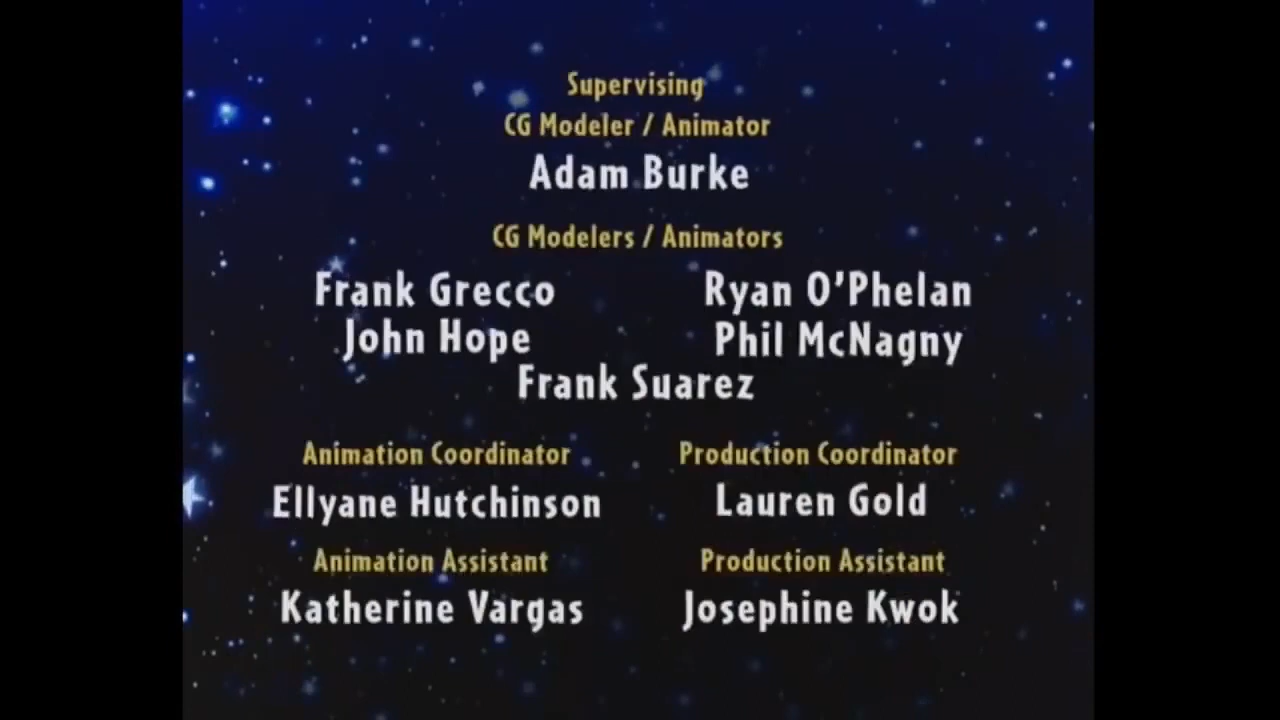 Supervising
CG Modeler / Animator
Adam Burke
CG Modelers / Animators
Frank Grecco
Ryan O'Phelan
John Hope
Phil McNagny
Frank Suarez
Animation Coordinator
Production Coordinator
Ellyane Hutchinson
Lauren Gold
Animation Assistant
Production Assistant
Katherine Vargas
Josephine Kwok